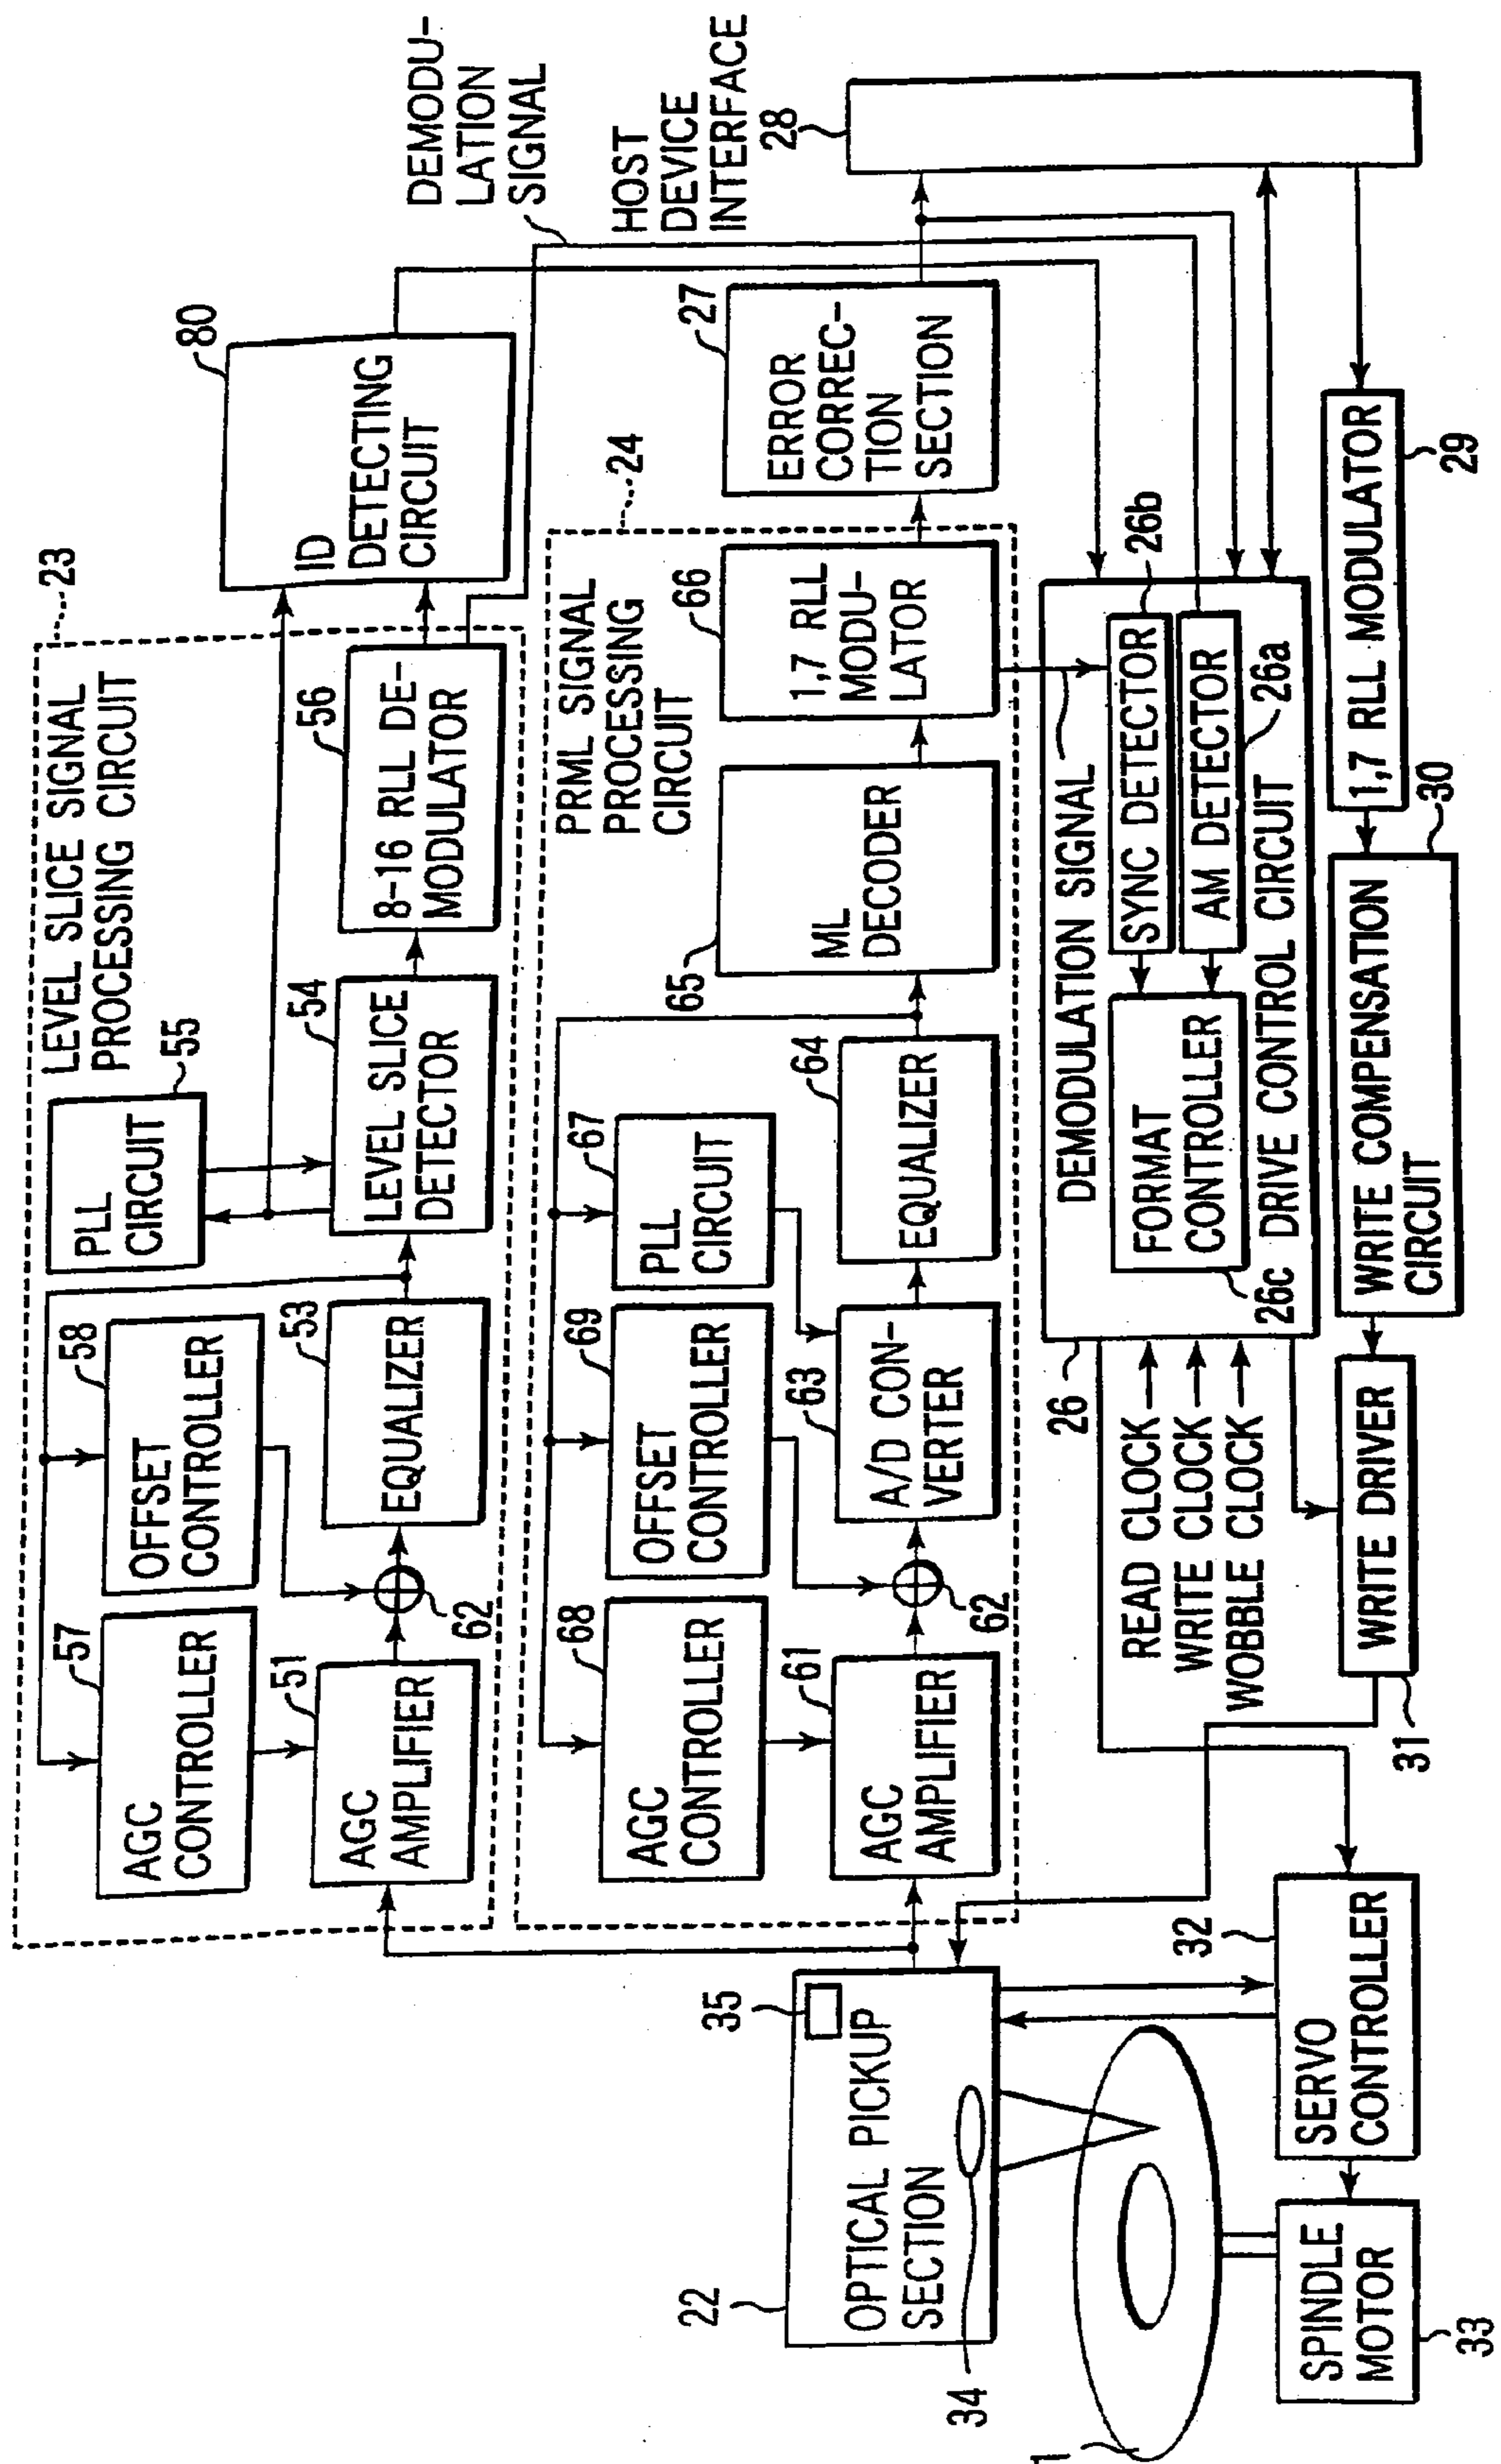 LEVEL SLICE SIGNAL
PROCESSING CIRCUIT
23
57
AGC
CONTROLLER
58
OFFSET
CONTROLLER
PLL
CIRCUIT
55
51
AGC
AMPLIFIER
62
53
EQUALIZER
54
LEVEL SLICE
DETECTOR
56
8-16 RLL DE-
MODULATOR
80
ID
DETECTING
CIRCUIT
DEMODU-
LATION
SIGNAL
PRML SIGNAL
PROCESSING
CIRCUIT
24
68
AGC
CONTROLLER
69
OFFSET
CONTROLLER
67
PLL
CIRCUIT
61
AGC
AMPLIFIER
62
63
A/D CON-
VERTER
64
EQUALIZER
65
ML
DECODER
66
1,7 RLL
MODU-
LATOR
27
ERROR
CORREC-
TION
SECTION
HOST
DEVICE
INTERFACE
28
22
35
OPTICAL PICKUP
SECTION
34
1
26
READ CLOCK
WRITE CLOCK
WOBBLE CLOCK
DEMODULATION SIGNAL
FORMAT
CONTROLLER
26c
SYNC DETECTOR
26b
AM DETECTOR
26a
DRIVE CONTROL CIRCUIT
SPINDLE
MOTOR
33
SERVO
CONTROLLER
32
WRITE DRIVER
31
WRITE COMPENSATION
CIRCUIT
30
1,7 RLL MODULATOR
29